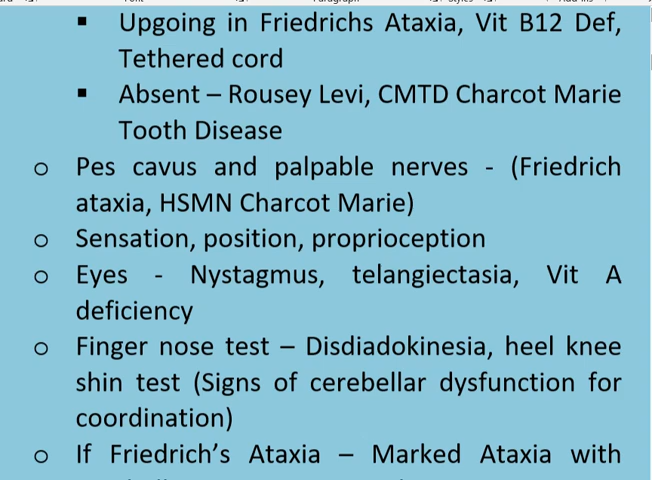 ▪ Upgoing in Friedrichs Ataxia, Vit B12 Def,
Tethered cord
▪ Absent – Rousey Levi, CMTD Charcot Marie
Tooth Disease
o Pes cavus and palpable nerves - (Friedrich
ataxia, HSMN Charcot Marie)
o Sensation, position, proprioception
o Eyes - Nystagmus, telangiectasia, Vit A
deficiency
o Finger nose test – Disdiadokinesia, heel knee
shin test (Signs of cerebellar dysfunction for
coordination)
o If Friedrich's Ataxia – Marked Ataxia with